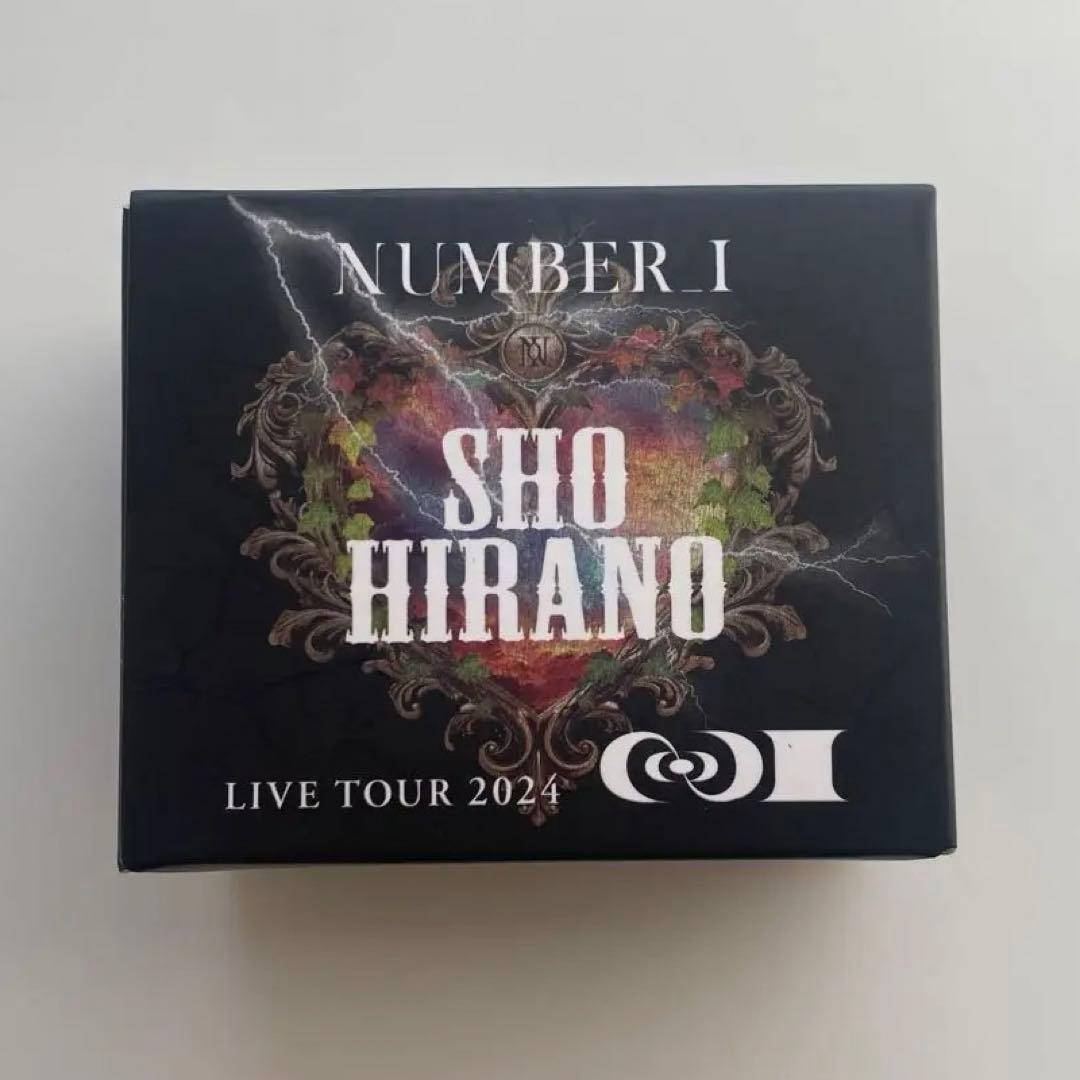 NUMBER_I
SHO
HIRANO
LIVE TOUR 2024